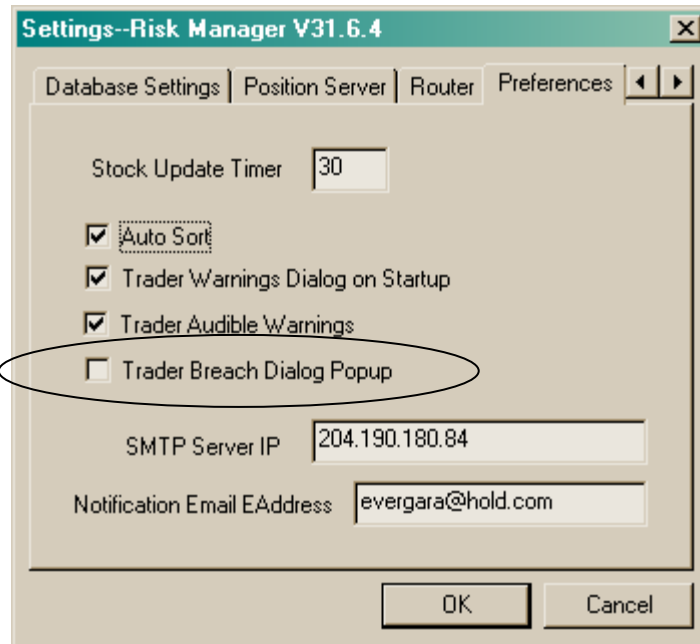 Settings--Risk Manager V31.6.4
Database Settings Position Server Router Preferences
Stock Update Timer 30
Auto Sort
Trader Warnings Dialog on Startup
Trader Audible Warnings
Trader Breach Dialog Popup
SMTP Server IP 204.190.180.84
Notification Email EAddress evergara@hold.com
OK Cancel